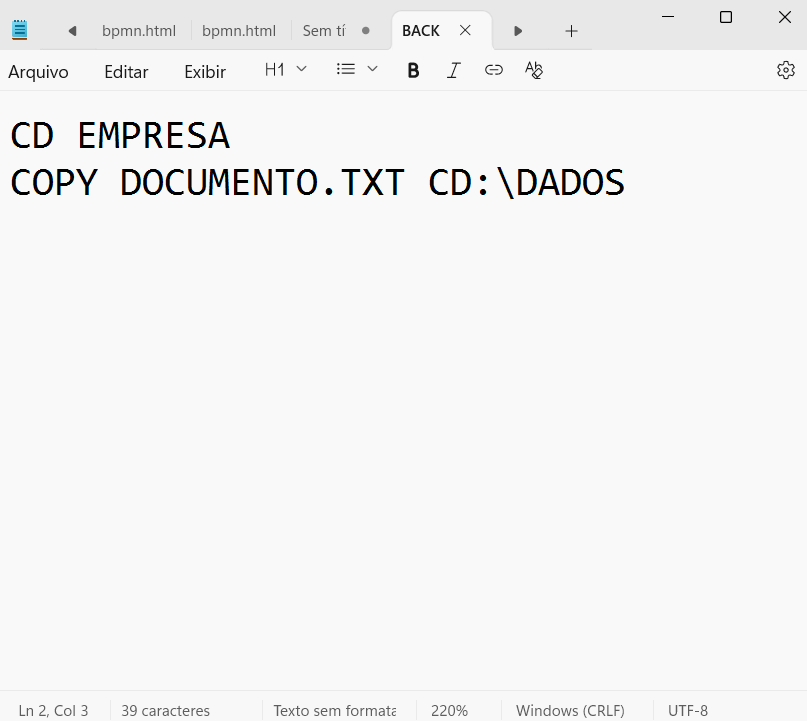 bpmn.html bpmn.html Sem tí BACK
Arquivo Editar Exibir H1 B I A
CD EMPRESA
COPY DOCUMENTO.TXT CD:\DADOS
Ln 2, Col 3 39 caracteres Texto sem formata 220% Windows (CRLF) UTF-8